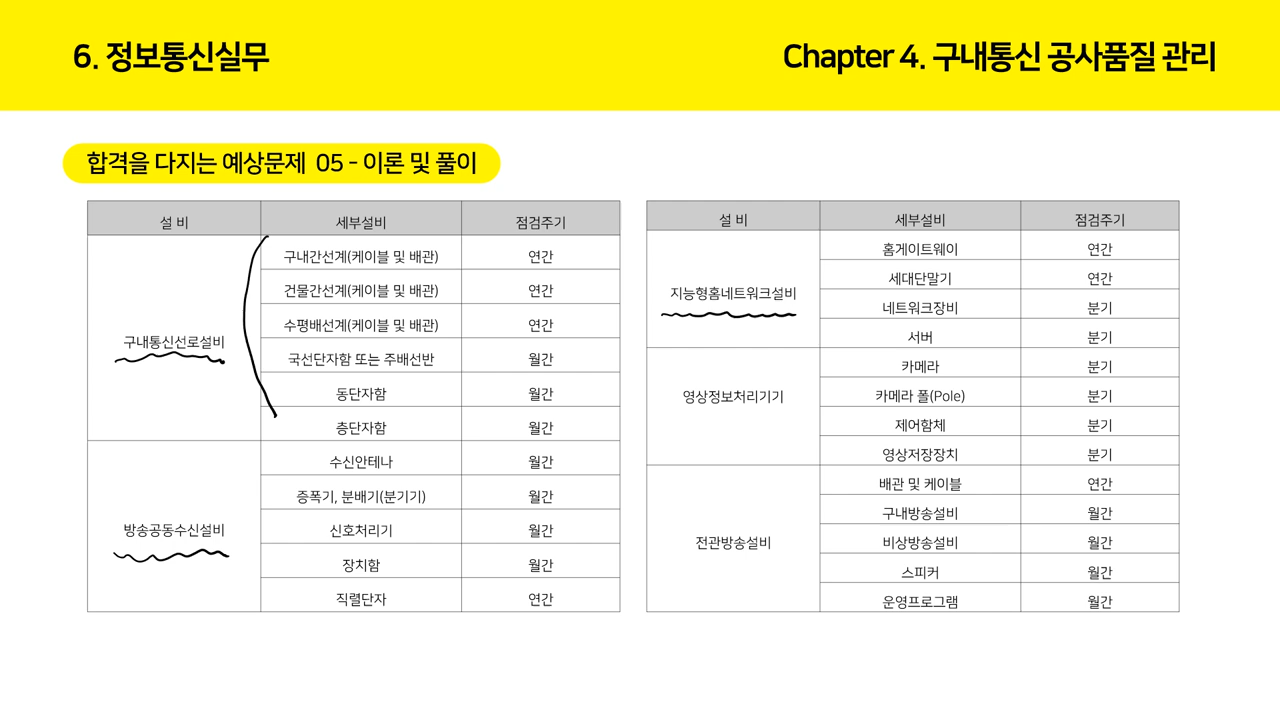 6. 정보통신실무
Chapter 4. 구내통신 공사품질 관리
합격을 다지는 예상문제 05 - 이론 및 풀이
설 비 세부설비 점검주기
구내통신선로설비
구내간선계(케이블 및 배관) 연간
건물간선계(케이블 및 배관) 연간
수평배선계(케이블 및 배관) 연간
국선단자함 또는 주배선반 월간
동단자함 월간
층단자함 월간
방송공동수신설비
수신안테나 월간
증폭기, 분배기(분기기) 월간
신호처리기 월간
장치함 월간
직렬단자 연간
설 비 세부설비 점검주기
지능형홈네트워크설비
홈게이트웨이 연간
세대단말기 연간
네트워크장비 분기
서버 분기
영상정보처리기기
카메라 분기
카메라 폴(Pole) 분기
제어함체 분기
영상저장장치 분기
전관방송설비
배관 및 케이블 연간
구내방송설비 월간
비상방송설비 월간
스피커 월간
운영프로그램 월간